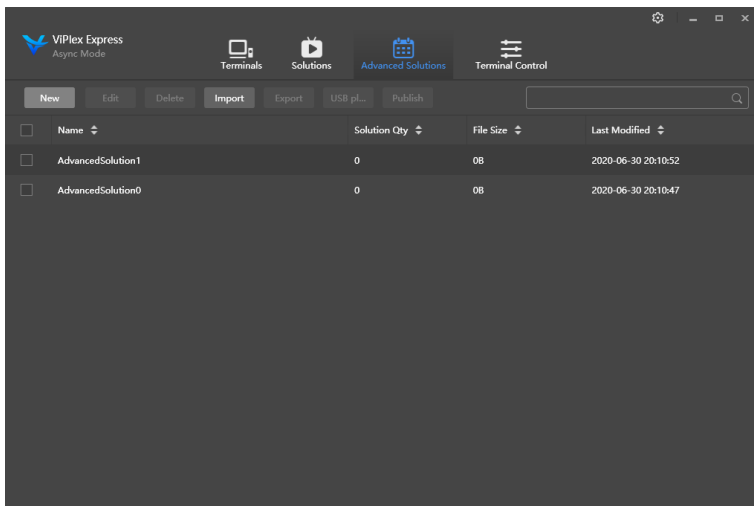 ViPlex Express
Async Mode
Terminals
Solutions
Advanced Solutions
Terminal Control
New
Edit
Delete
Import
Export
USB pl...
Publish
Name
Solution Qty
File Size
Last Modified
AdvancedSolution1
0
0B
2020-06-30 20:10:52
AdvancedSolution0
0
0B
2020-06-30 20:10:47